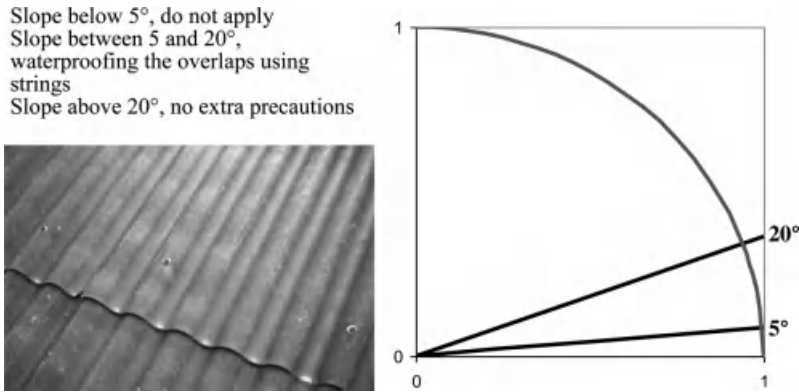 Slope below 5°, do not apply
Slope between 5 and 20°,
waterproofing the overlaps using
strings
Slope above 20°, no extra precautions
1
20°
5°
0
0
1